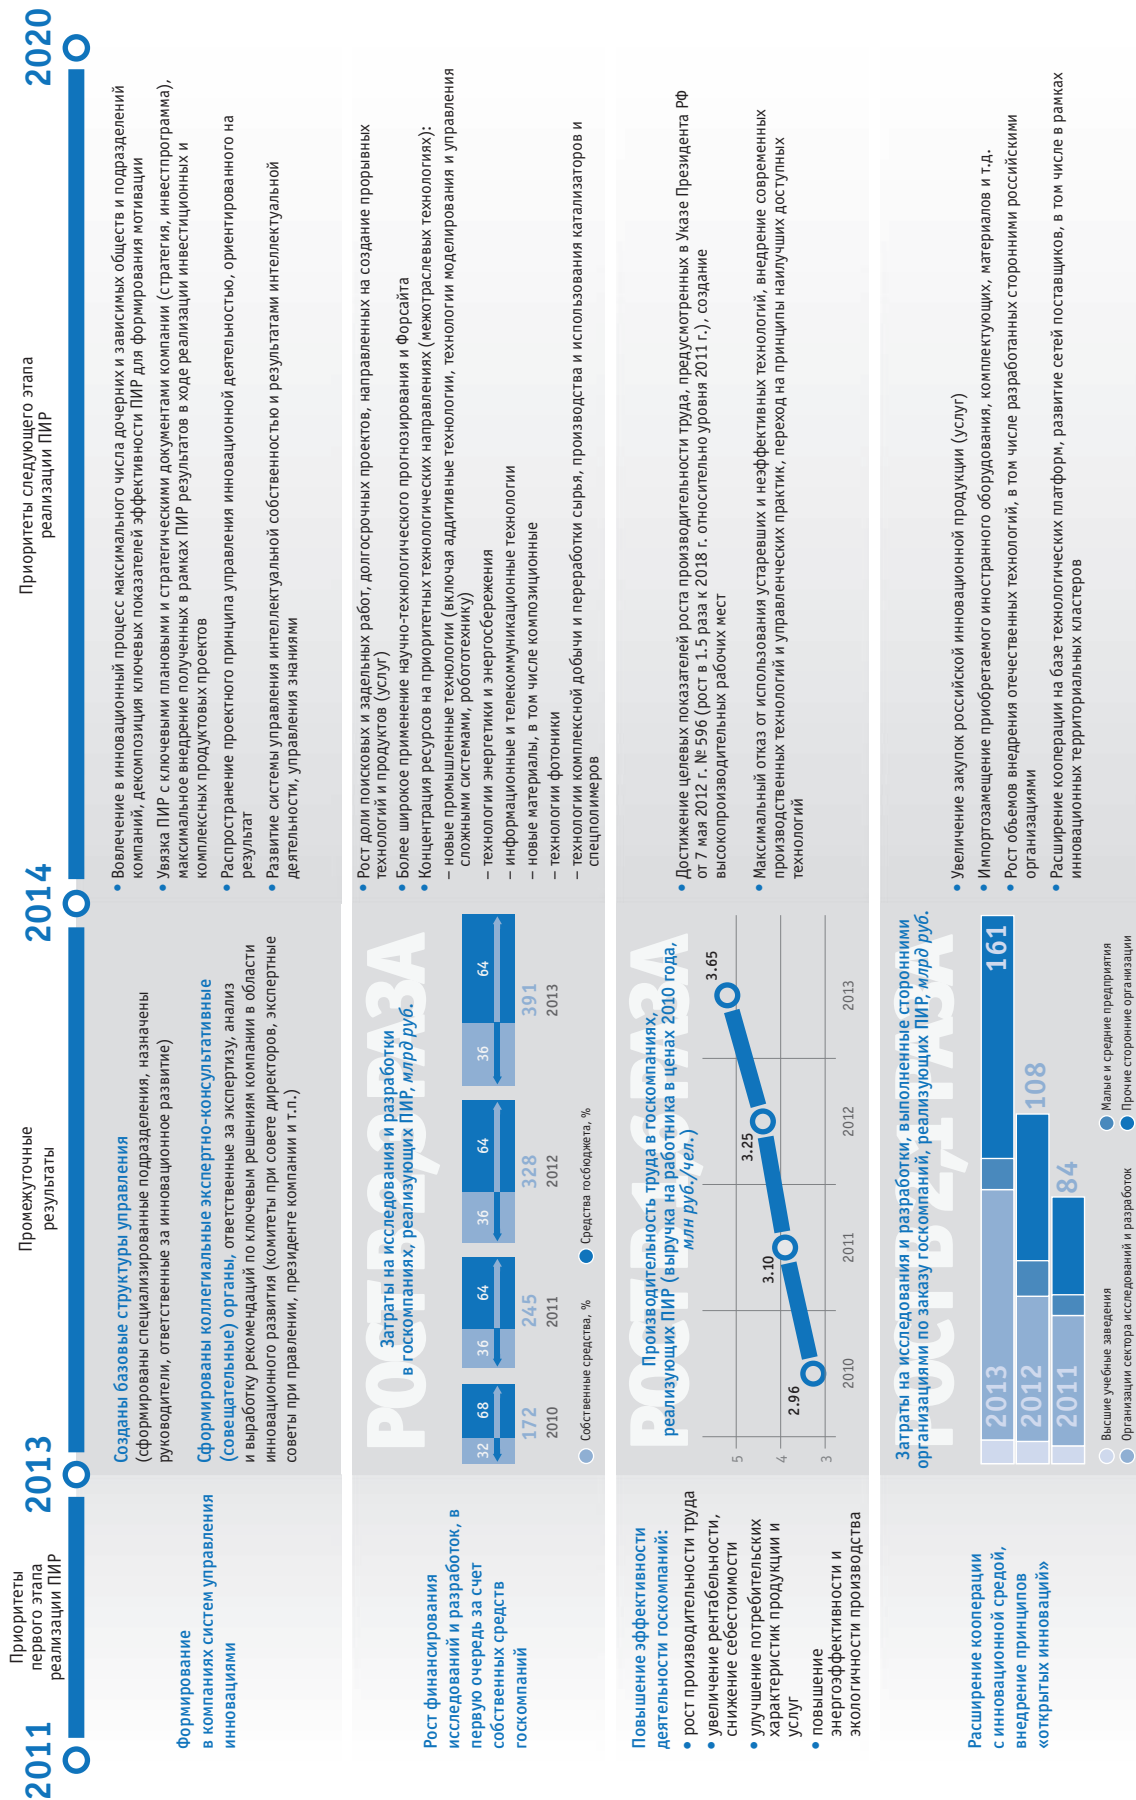 2011
2013
2014
2020
Приоритеты
первого этапа
реализации ПИР
Промежуточные
результаты
Приоритеты следующего этапа
реализации ПИР
Формирование
в компаниях систем управления
инновациями
Созданы базовые структуры управления
(сформированы специализированы подразделения, назначены
руководители, ответственные за инновационное развитие)
Сформированы коллегиальные экспертно-консультативные
(совещательные) органы, ответственные за экспертизу, анализ
и выработку рекомендаций по ключевым решениям компании в области
инновационного развития (комитеты при совете директоров, экспертные
советы при правлении, президенте компании и т.п.)
• Вовлечение в инновационный процесс максимального числа дочерних и зависимых обществ и подразделений
компаний, декомпозиция ключевых показателей эффективности ПИР для формирования мотивации
• Увязка ПИР с ключевыми плановыми и стратегическими документами компании (стратегия, инвестпрограмма),
максимальное внедрение полученных в рамках ПИР результатов в ходе реализации инвестиционных и
комплексных продуктовых проектов
• Распространение проектного принципа управления инновационной деятельностью, ориентированного на
результат
• Развитие системы управления интеллектуальной собственностью и результатами интеллектуальной
деятельности, управления знаниями
Рост финансирования
исследований и разработок, в
первую очередь за счет
собственных средств
госкомпаний
РОСТ В 2,3 РАЗА
Затраты на исследования и разработки
в госкомпаниях, реализующих ПИР, млрд руб.
32 68
36 64
36 64
36 64
172 245 328 391
2010 2011 2012 2013
Собственные средства, % Средства госбюджета, %
• Рост доли поисковых и задельных работ, долгосрочных проектов, направленных на создание прорывных
технологий и продуктов (услуг)
• Более широкое применение научно-технологического прогнозирования и Форсайта
• Концентрация ресурсов на приоритетных технологических направлениях (межотраслевых технологиях):
– новые промышленные технологии (включая аддитивные технологии, технологии моделирования и управления
сложными системами, робототехнику)
– технологии энергетики и энергосбережения
– информационные и телекоммуникационные технологии
– новые материалы, в том числе композиционные
– технологии фотоники
– технологии комплексной добычи и переработки сырья, производства и использования катализаторов и
спецполимеров
Повышение эффективности
деятельности госкомпаний:
• рост производительности труда
• увеличение рентабельности,
снижение себестоимости
• улучшение потребительских
характеристик продукции и
услуг
• повышение
энергоэффективности и
экологичности производства
Производительность труда в госкомпаниях,
реализующих ПИР (выручка на работника в ценах 2010 года,
млн руб./чел.)
5
4
3
2.96
3.10
3.25
3.65
2010 2011 2012 2013
• Достижение целевых показателей роста производительности труда, предусмотренных в Указе Президента РФ
от 7 мая 2012 г. № 596 (рост в 1.5 раза к 2018 г. относительно уровня 2011 г.), создание
высокопроизводительных рабочих мест
• Максимальный отказ от использования устаревших и неэффективных технологий, внедрение современных
производственных технологий и управленческих практик, переход на принципы наилучших доступных
технологий
Расширение кооперации
с инновационной средой,
внедрение принципов
«открытых инноваций»
Затраты на исследования и разработки, выполненные сторонними
организациями по заказу госкомпаний, реализующих ПИР, млрд руб.
2013 161
2012 108
2011 84
Высшие учебные заведения Малые и средние предприятия
Организации сектора исследований и разработок Прочие сторонние организации
• Увеличение закупок российской инновационной продукции (услуг)
• Импортозамещение приобретаемого иностранного оборудования, комплектующих, материалов и т.д.
• Рост объемов внедрения отечественных технологий, в том числе разработанных сторонними российскими
организациями
• Расширение кооперации на базе технологических платформ, развитие сетей поставщиков, в том числе в рамках
инновационных территориальных кластеров